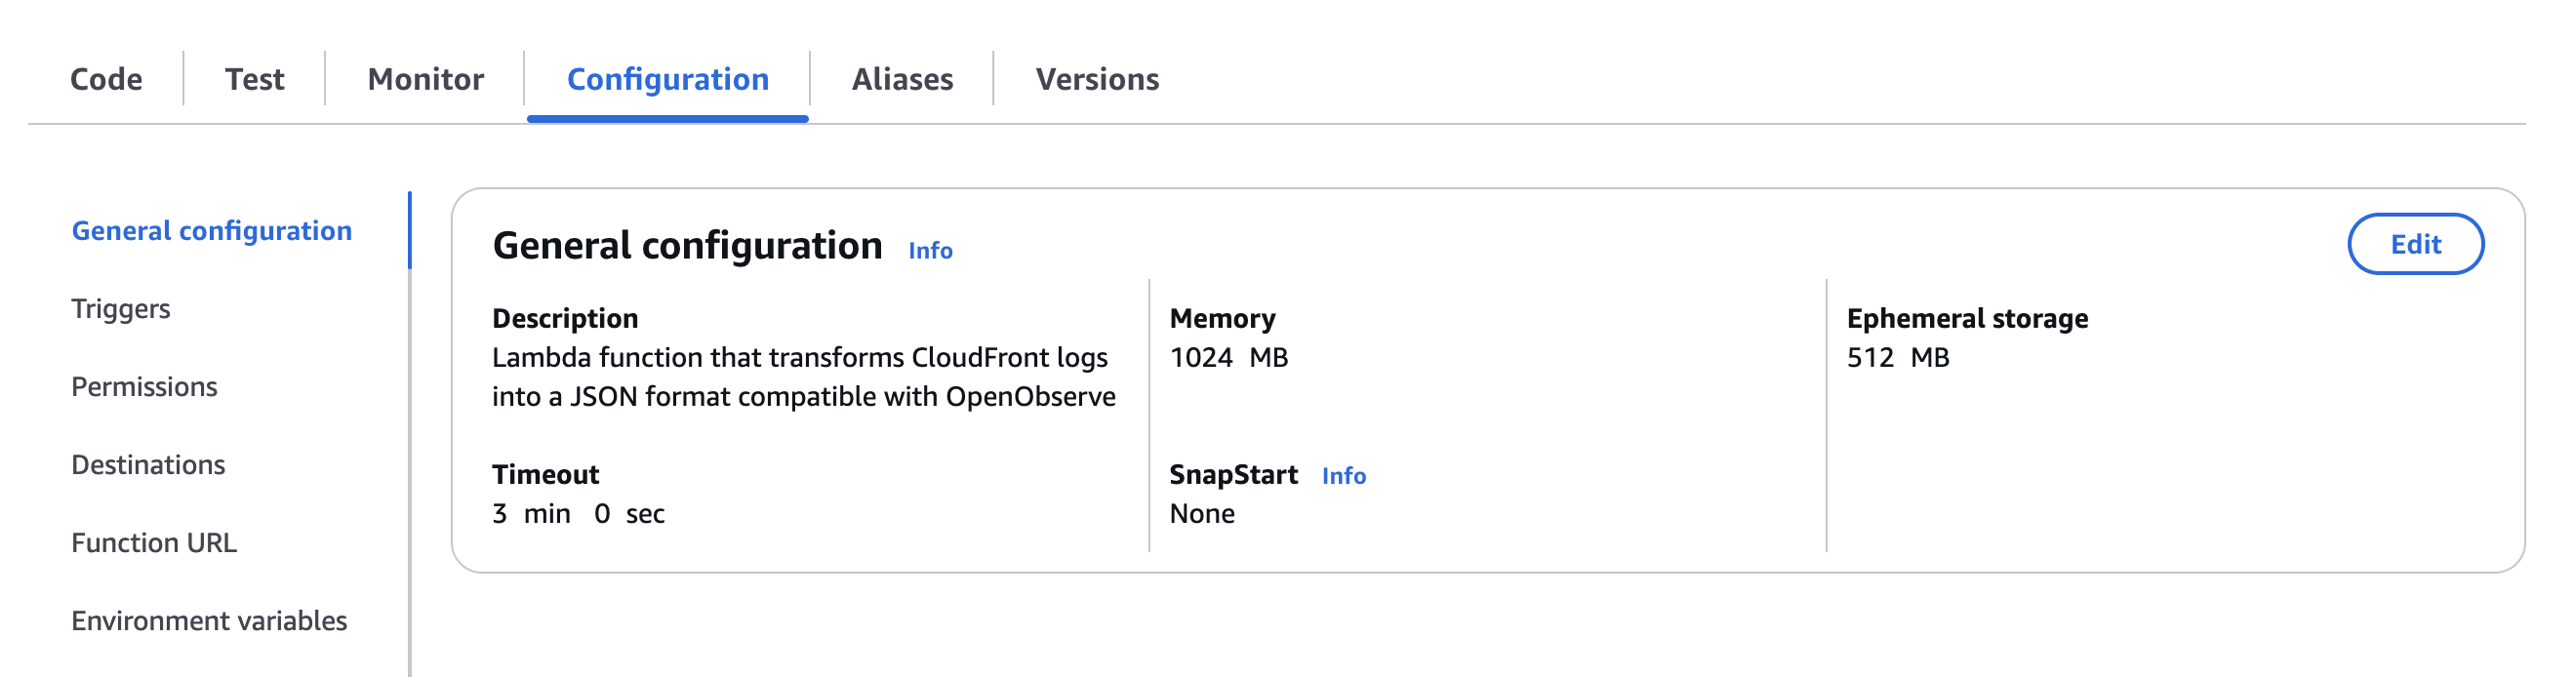 Code
Test
Monitor
Configuration
Aliases
Versions
General configuration
Triggers
Permissions
Destinations
Function URL
Environment variables
General configuration Info
Edit
Description
Lambda function that transforms CloudFront logs
into a JSON format compatible with OpenObserve
Memory
1024 MB
Ephemeral storage
512 MB
Timeout
3 min 0 sec
SnapStart Info
None